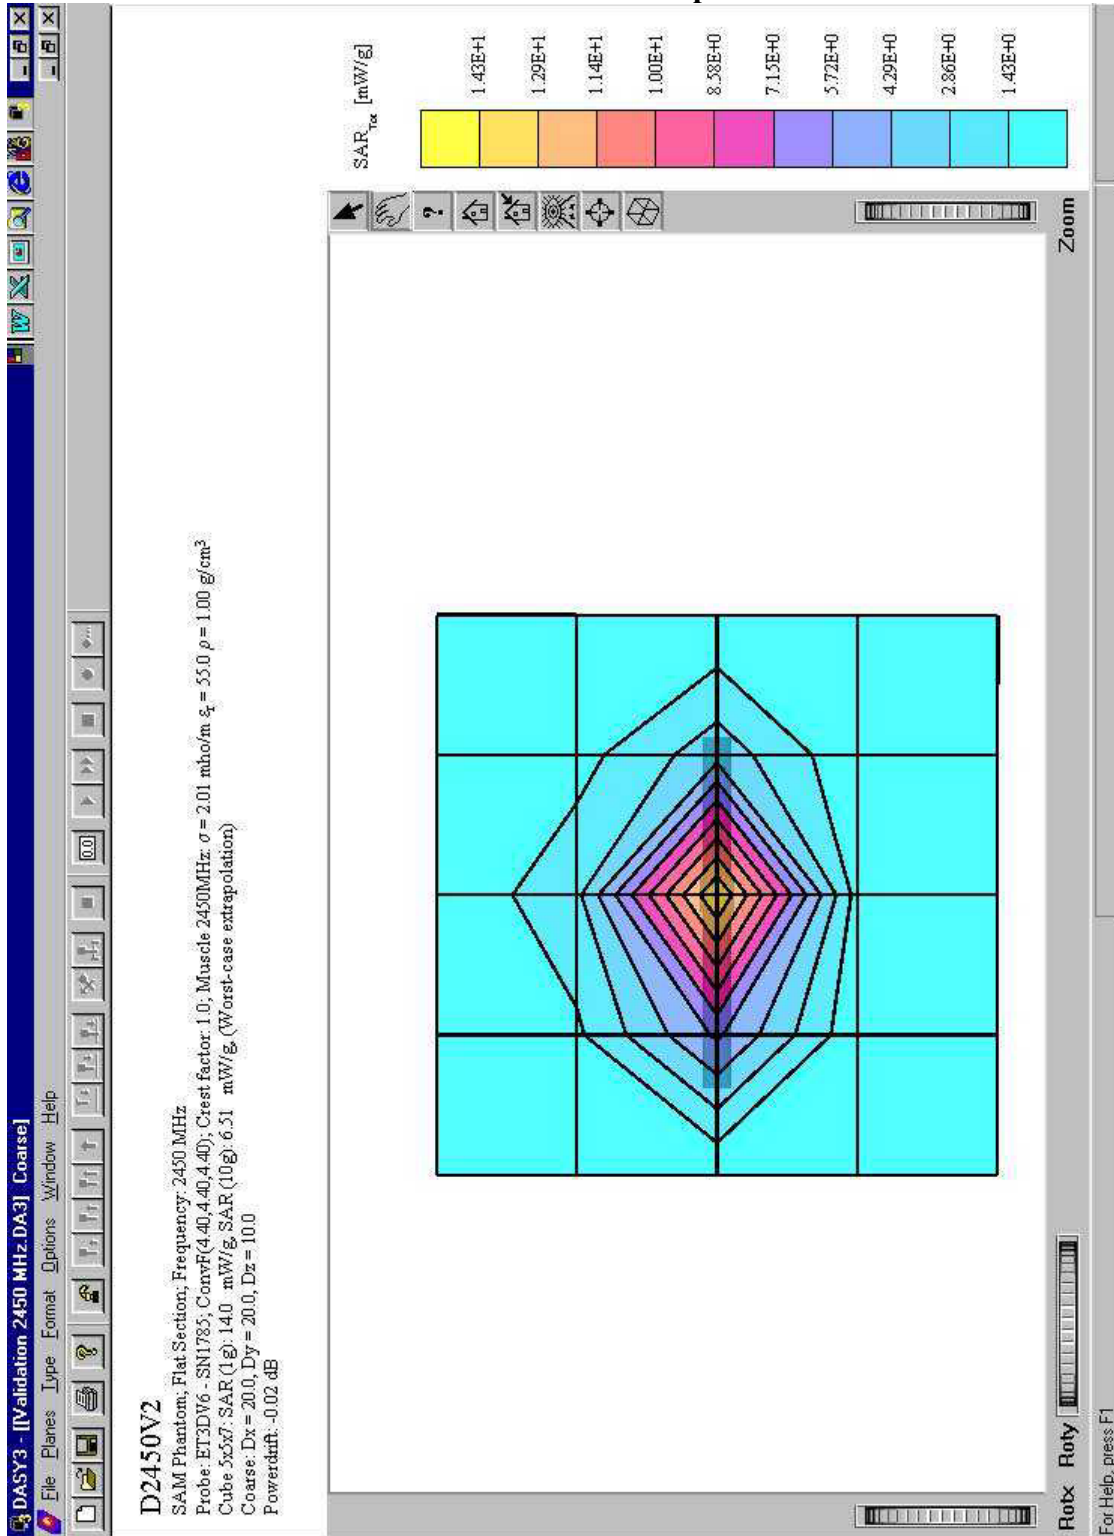 DASY3 - [[Validation 2450 MHz.DA3] Coarse]
File Planes Type Format Options Window Help
0.0
D2450V2
SAM Phantom; Flat Section; Frequency: 2450 MHz
Probe: ET3DV6 - SN1785; ConvF(4.40,4.40,4.40); Crest factor: 1.0; Muscle 2450MHz: σ = 2.01 mho/m εr = 55.0 ρ = 1.00 g/cm³
Cube 5x5x7: SAR (1g): 14.0 mW/g, SAR (10g): 6.51 mW/g, (Worst-case extrapolation)
Coarse: Dx = 20.0, Dy = 20.0, Dz = 10.0
Powerdrift: -0.02 dB
SARTot [mW/g]
1.43E+1
1.29E+1
1.14E+1
1.00E+1
8.58E+0
7.15E+0
5.72E+0
4.29E+0
2.86E+0
1.43E+0
Rotx Roty Zoom
For Help, press F1